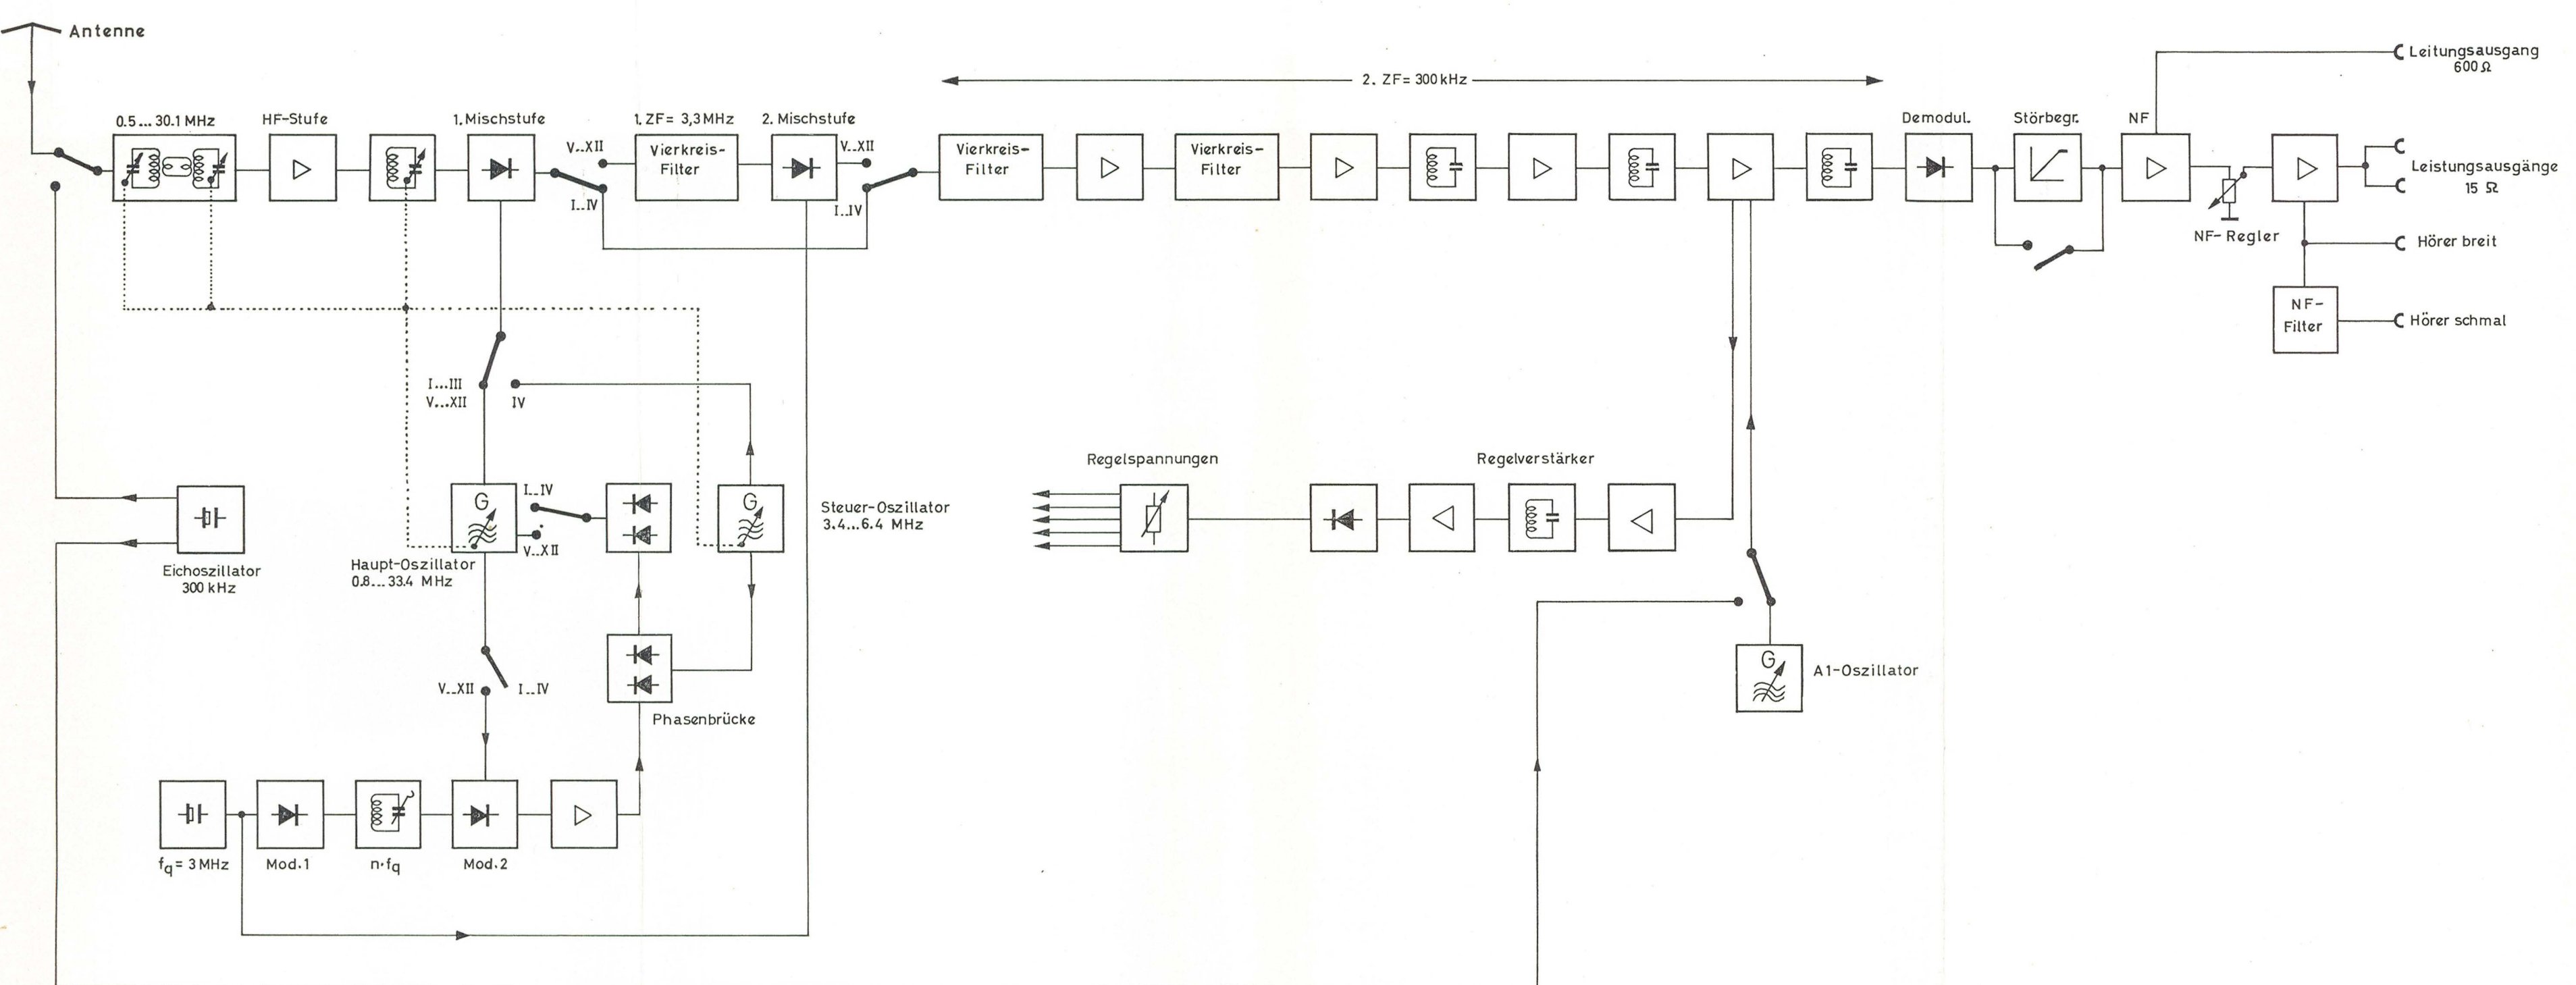 Antenne
2. ZF= 300 kHz
Leitungsausgang
600 Ω
0.5...30.1 MHz
HF-Stufe
1. Mischstufe
1. ZF= 3,3 MHz
2. Mischstufe
Demodul.
Störbegr.
NF
V..XII
V..XII
Vierkreis-
Filter
Vierkreis-
Filter
Vierkreis-
Filter
I..IV
I..IV
Leistungsausgänge
15 Ω
NF-Regler
Hörer breit
NF-
Filter
Hörer schmal
I...III
V...XII
IV
Regelspannungen
Regelverstärker
G
I..IV
V..XII
G
Steuer-Oszillator
3.4...6.4 MHz
Haupt-Oszillator
0.8...33.4 MHz
Eichoszillator
300 kHz
G
A1-Oszillator
V..XII
I..IV
Phasenbrücke
fq = 3 MHz
Mod.1
n·fq
Mod.2